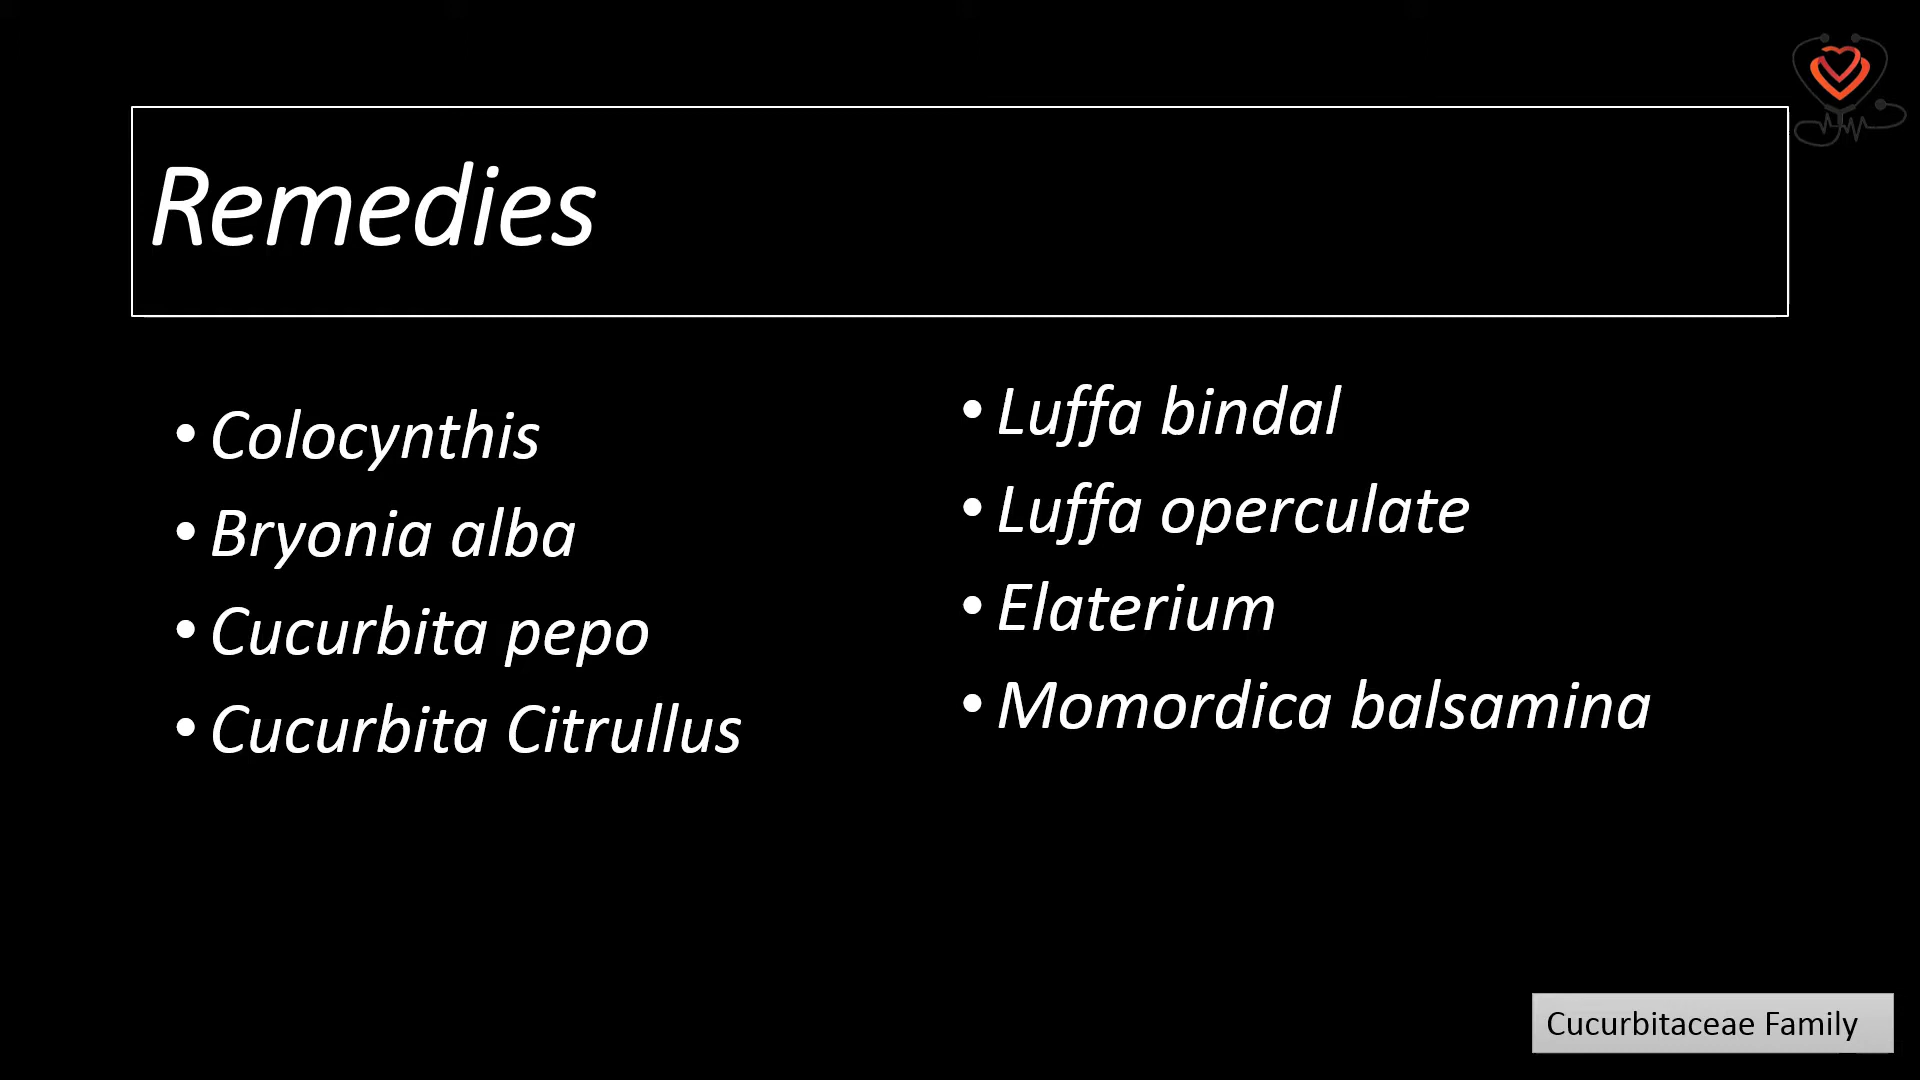 Remedies
• Colocynthis
• Bryonia alba
• Cucurbita pepo
• Cucurbita Citrullus
• Luffa bindal
• Luffa operculate
• Elaterium
• Momordica balsamina
Cucurbitaceae Family